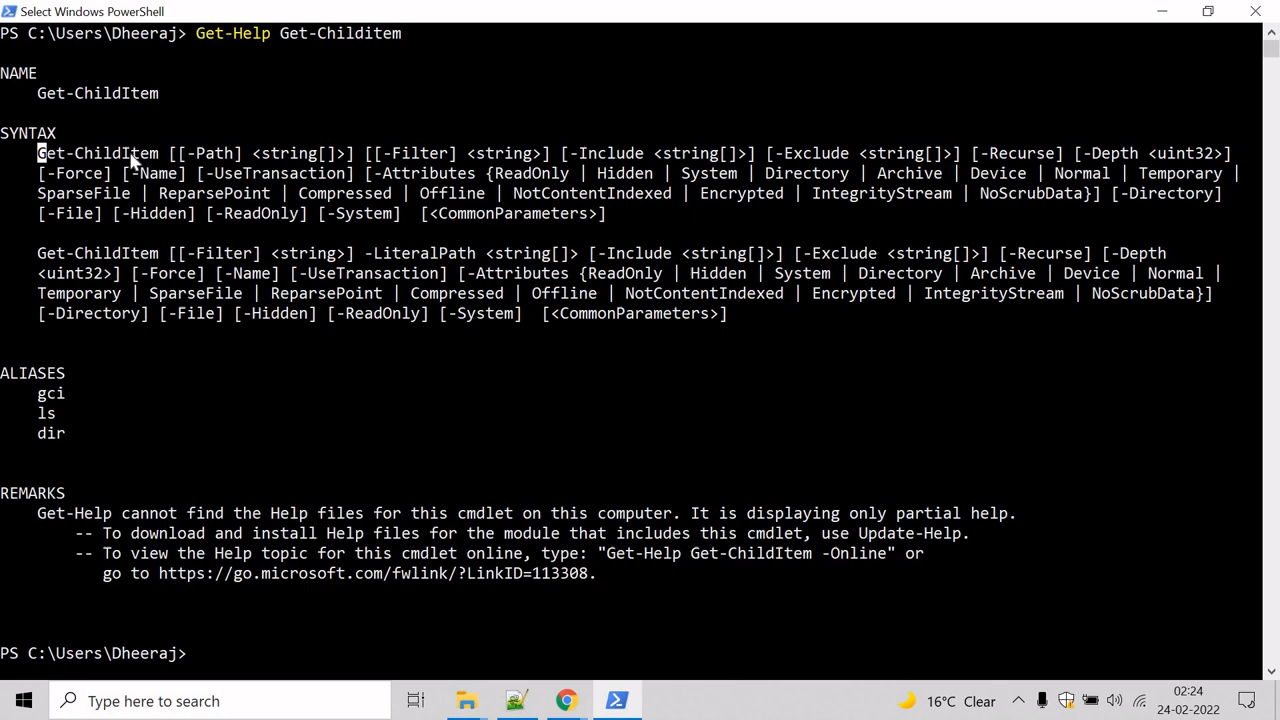 Select Windows PowerShell
PS C:\Users\Dheeraj> Get-Help Get-Childitem
NAME
Get-ChildItem
SYNTAX
Get-ChildItem [[-Path] <string[]>] [[-Filter] <string>] [-Include <string[]>] [-Exclude <string[]>] [-Recurse] [-Depth <uint32>]
[-Force] [-Name] [-UseTransaction] [-Attributes {ReadOnly | Hidden | System | Directory | Archive | Device | Normal | Temporary |
SparseFile | ReparsePoint | Compressed | Offline | NotContentIndexed | Encrypted | IntegrityStream | NoScrubData}] [-Directory]
[-File] [-Hidden] [-ReadOnly] [-System] [<CommonParameters>]
Get-ChildItem [[-Filter] <string>] -LiteralPath <string[]> [-Include <string[]>] [-Exclude <string[]>] [-Recurse] [-Depth
<uint32>] [-Force] [-Name] [-UseTransaction] [-Attributes {ReadOnly | Hidden | System | Directory | Archive | Device | Normal |
Temporary | SparseFile | ReparsePoint | Compressed | Offline | NotContentIndexed | Encrypted | IntegrityStream | NoScrubData}]
[-Directory] [-File] [-Hidden] [-ReadOnly] [-System] [<CommonParameters>]
ALIASES
gci
ls
dir
REMARKS
Get-Help cannot find the Help files for this cmdlet on this computer. It is displaying only partial help.
-- To download and install Help files for the module that includes this cmdlet, use Update-Help.
-- To view the Help topic for this cmdlet online, type: "Get-Help Get-ChildItem -Online" or
go to https://go.microsoft.com/fwlink/?LinkID=113308.
PS C:\Users\Dheeraj>
Type here to search
16°C Clear
02:24
24-02-2022